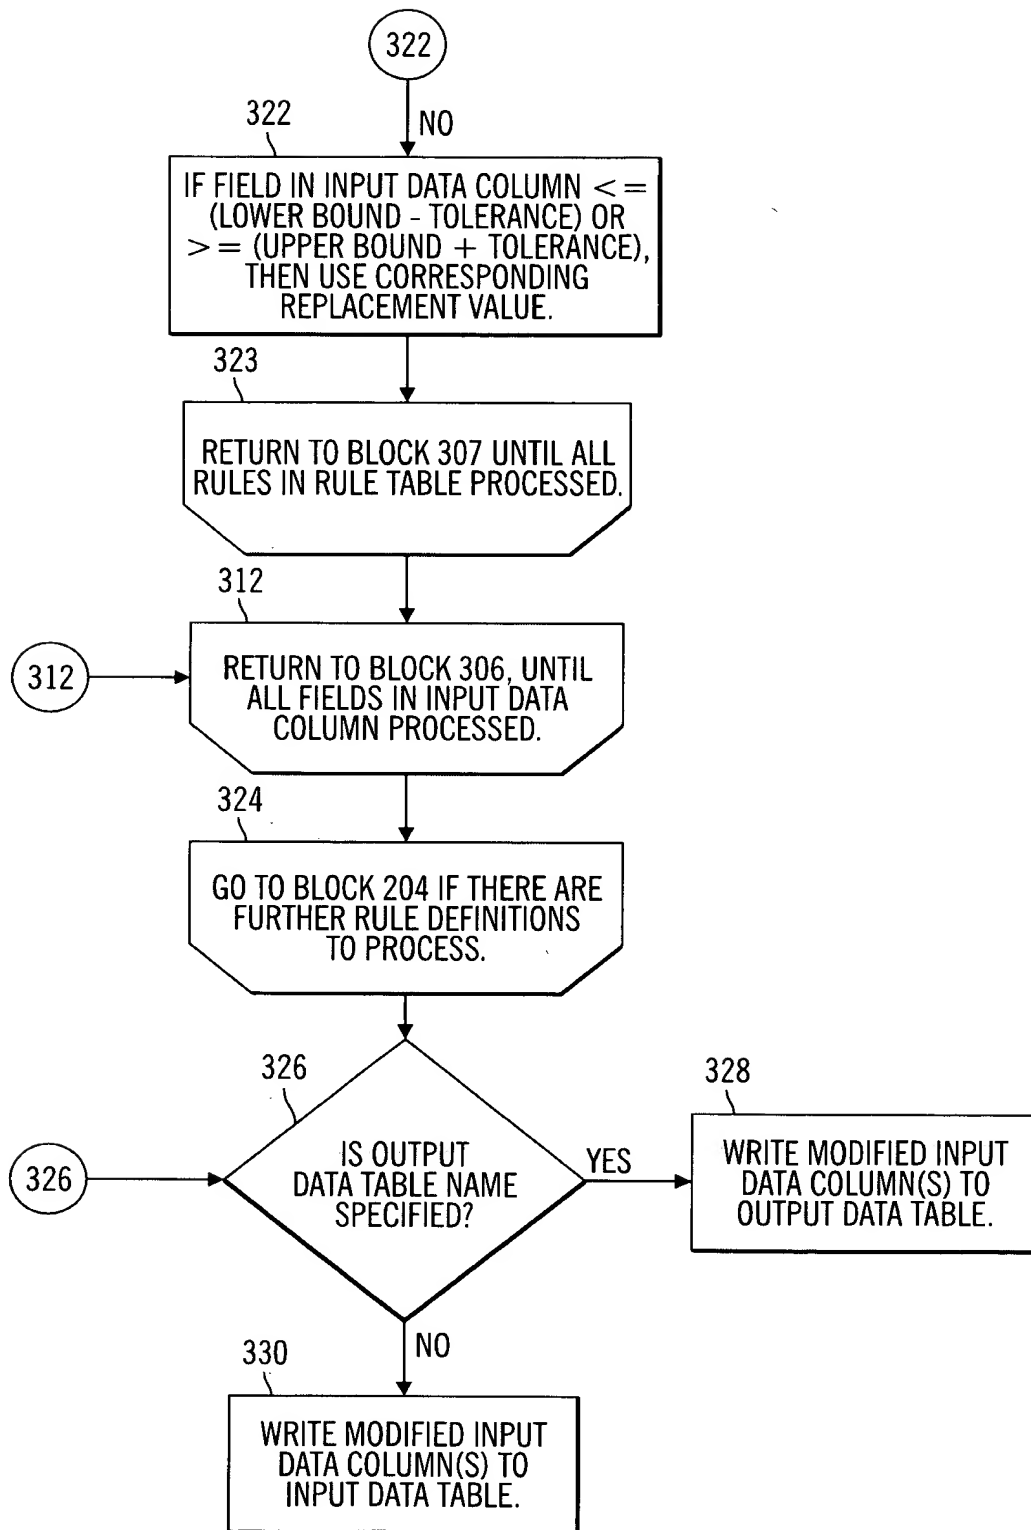 322
NO
322
IF FIELD IN INPUT DATA COLUMN < =
(LOWER BOUND - TOLERANCE) OR
> = (UPPER BOUND + TOLERANCE),
THEN USE CORRESPONDING
REPLACEMENT VALUE.
323
RETURN TO BLOCK 307 UNTIL ALL
RULES IN RULE TABLE PROCESSED.
312
312
RETURN TO BLOCK 306, UNTIL
ALL FIELDS IN INPUT DATA
COLUMN PROCESSED.
324
GO TO BLOCK 204 IF THERE ARE
FURTHER RULE DEFINITIONS
TO PROCESS.
326
326
IS OUTPUT
DATA TABLE NAME
SPECIFIED?
YES
328
WRITE MODIFIED INPUT
DATA COLUMN(S) TO
OUTPUT DATA TABLE.
NO
330
WRITE MODIFIED INPUT
DATA COLUMN(S) TO
INPUT DATA TABLE.